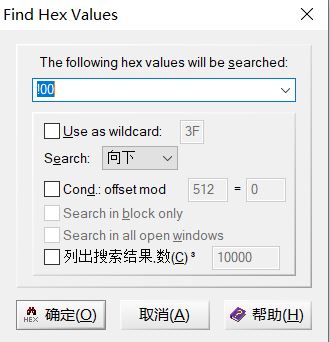 Find Hex Values
The following hex values will be searched:
!00
Use as wildcard: 3F
Search: 向下
Cond.: offset mod 512 = 0
Search in block only
Search in all open windows
列出搜索结果,数(C) ³ 10000
HEX 确定(O) 取消(A) 帮助(H)